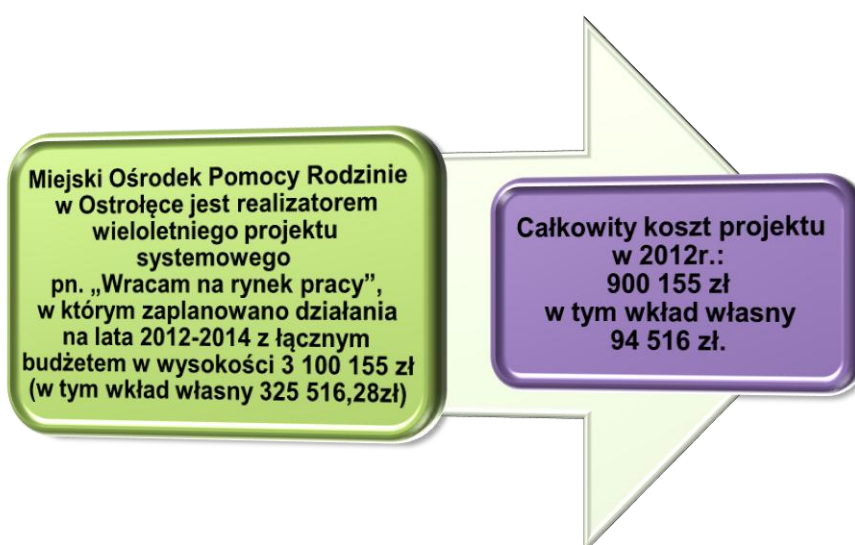 Miejski Ośrodek Pomocy Rodzinie
w Ostrołęce jest realizatorem
wieloletniego projektu
systemowego
pn. „Wracam na rynek pracy”,
w którym zaplanowano działania
na lata 2012-2014 z łącznym
budżetem w wysokości 3 100 155 zł
(w tym wkład własny 325 516,28zł)
Całkowity koszt projektu
w 2012r.:
900 155 zł
w tym wkład własny
94 516 zł.